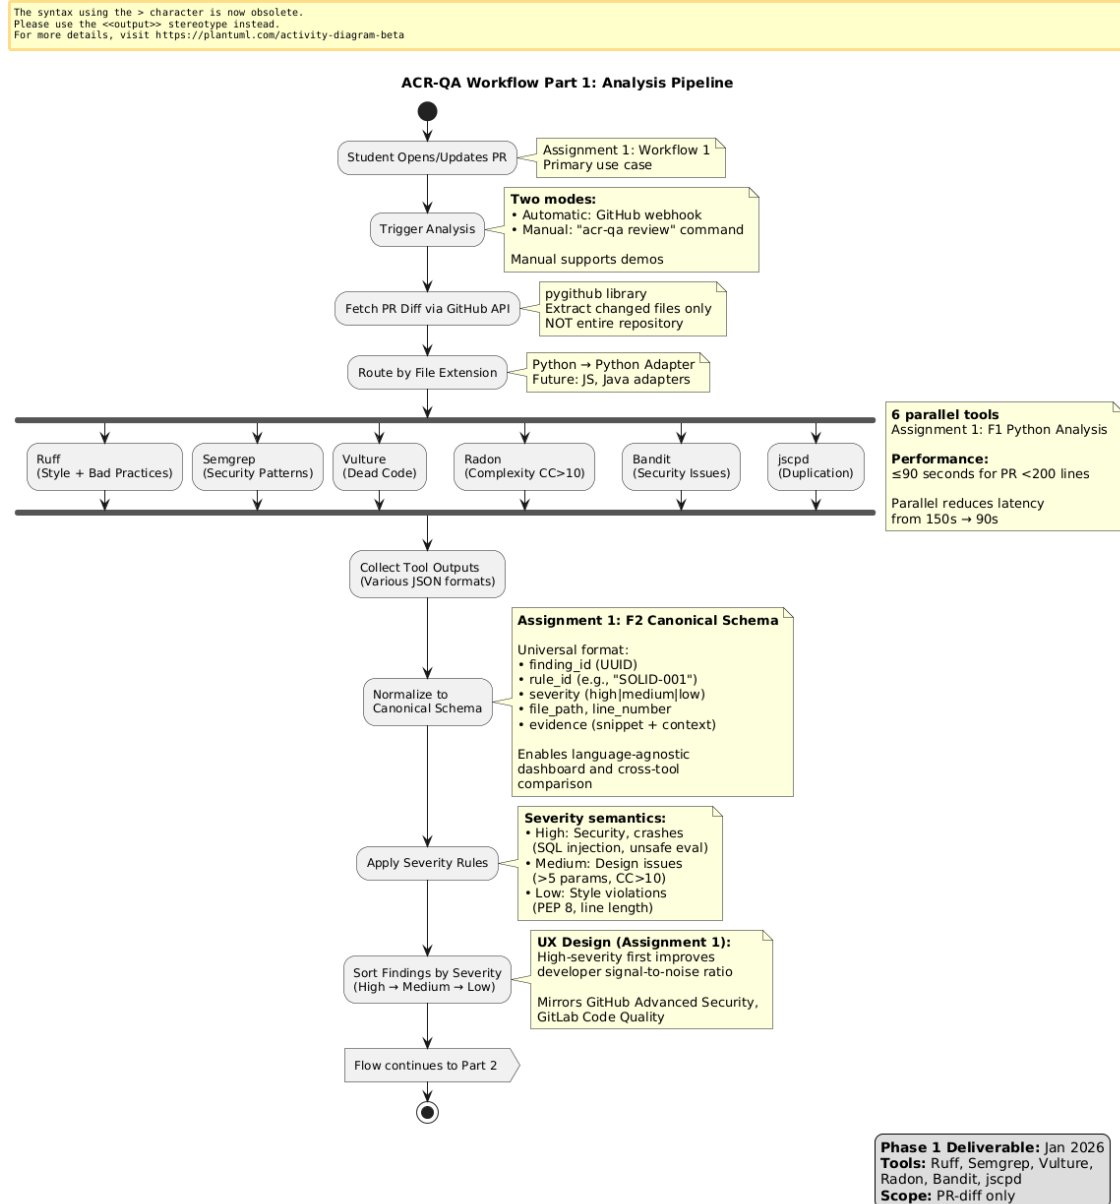 The syntax using the > character is now obsolete.
Please use the <<output>> stereotype instead.
For more details, visit https://plantuml.com/activity-diagram-beta
ACR-QA Workflow Part 1: Analysis Pipeline
Student Opens/Updates PR
Assignment 1: Workflow 1
Primary use case
Trigger Analysis
Two modes:
• Automatic: GitHub webhook
• Manual: "acr-qa review" command
Manual supports demos
Fetch PR Diff via GitHub API
pygithub library
Extract changed files only
NOT entire repository
Route by File Extension
Python → Python Adapter
Future: JS, Java adapters
Ruff
(Style + Bad Practices)
Semgrep
(Security Patterns)
Vulture
(Dead Code)
Radon
(Complexity CC>10)
Bandit
(Security Issues)
jscpd
(Duplication)
6 parallel tools
Assignment 1: F1 Python Analysis
Performance:
≤90 seconds for PR <200 lines
Parallel reduces latency
from 150s → 90s
Collect Tool Outputs
(Various JSON formats)
Normalize to
Canonical Schema
Assignment 1: F2 Canonical Schema
Universal format:
• finding_id (UUID)
• rule_id (e.g., "SOLID-001")
• severity (high|medium|low)
• file_path, line_number
• evidence (snippet + context)
Enables language-agnostic
dashboard and cross-tool
comparison
Apply Severity Rules
Severity semantics:
• High: Security, crashes
(SQL injection, unsafe eval)
• Medium: Design issues
(>5 params, CC>10)
• Low: Style violations
(PEP 8, line length)
Sort Findings by Severity
(High → Medium → Low)
UX Design (Assignment 1):
High-severity first improves
developer signal-to-noise ratio
Mirrors GitHub Advanced Security,
GitLab Code Quality
Flow continues to Part 2
Phase 1 Deliverable: Jan 2026
Tools: Ruff, Semgrep, Vulture,
Radon, Bandit, jscpd
Scope: PR-diff only